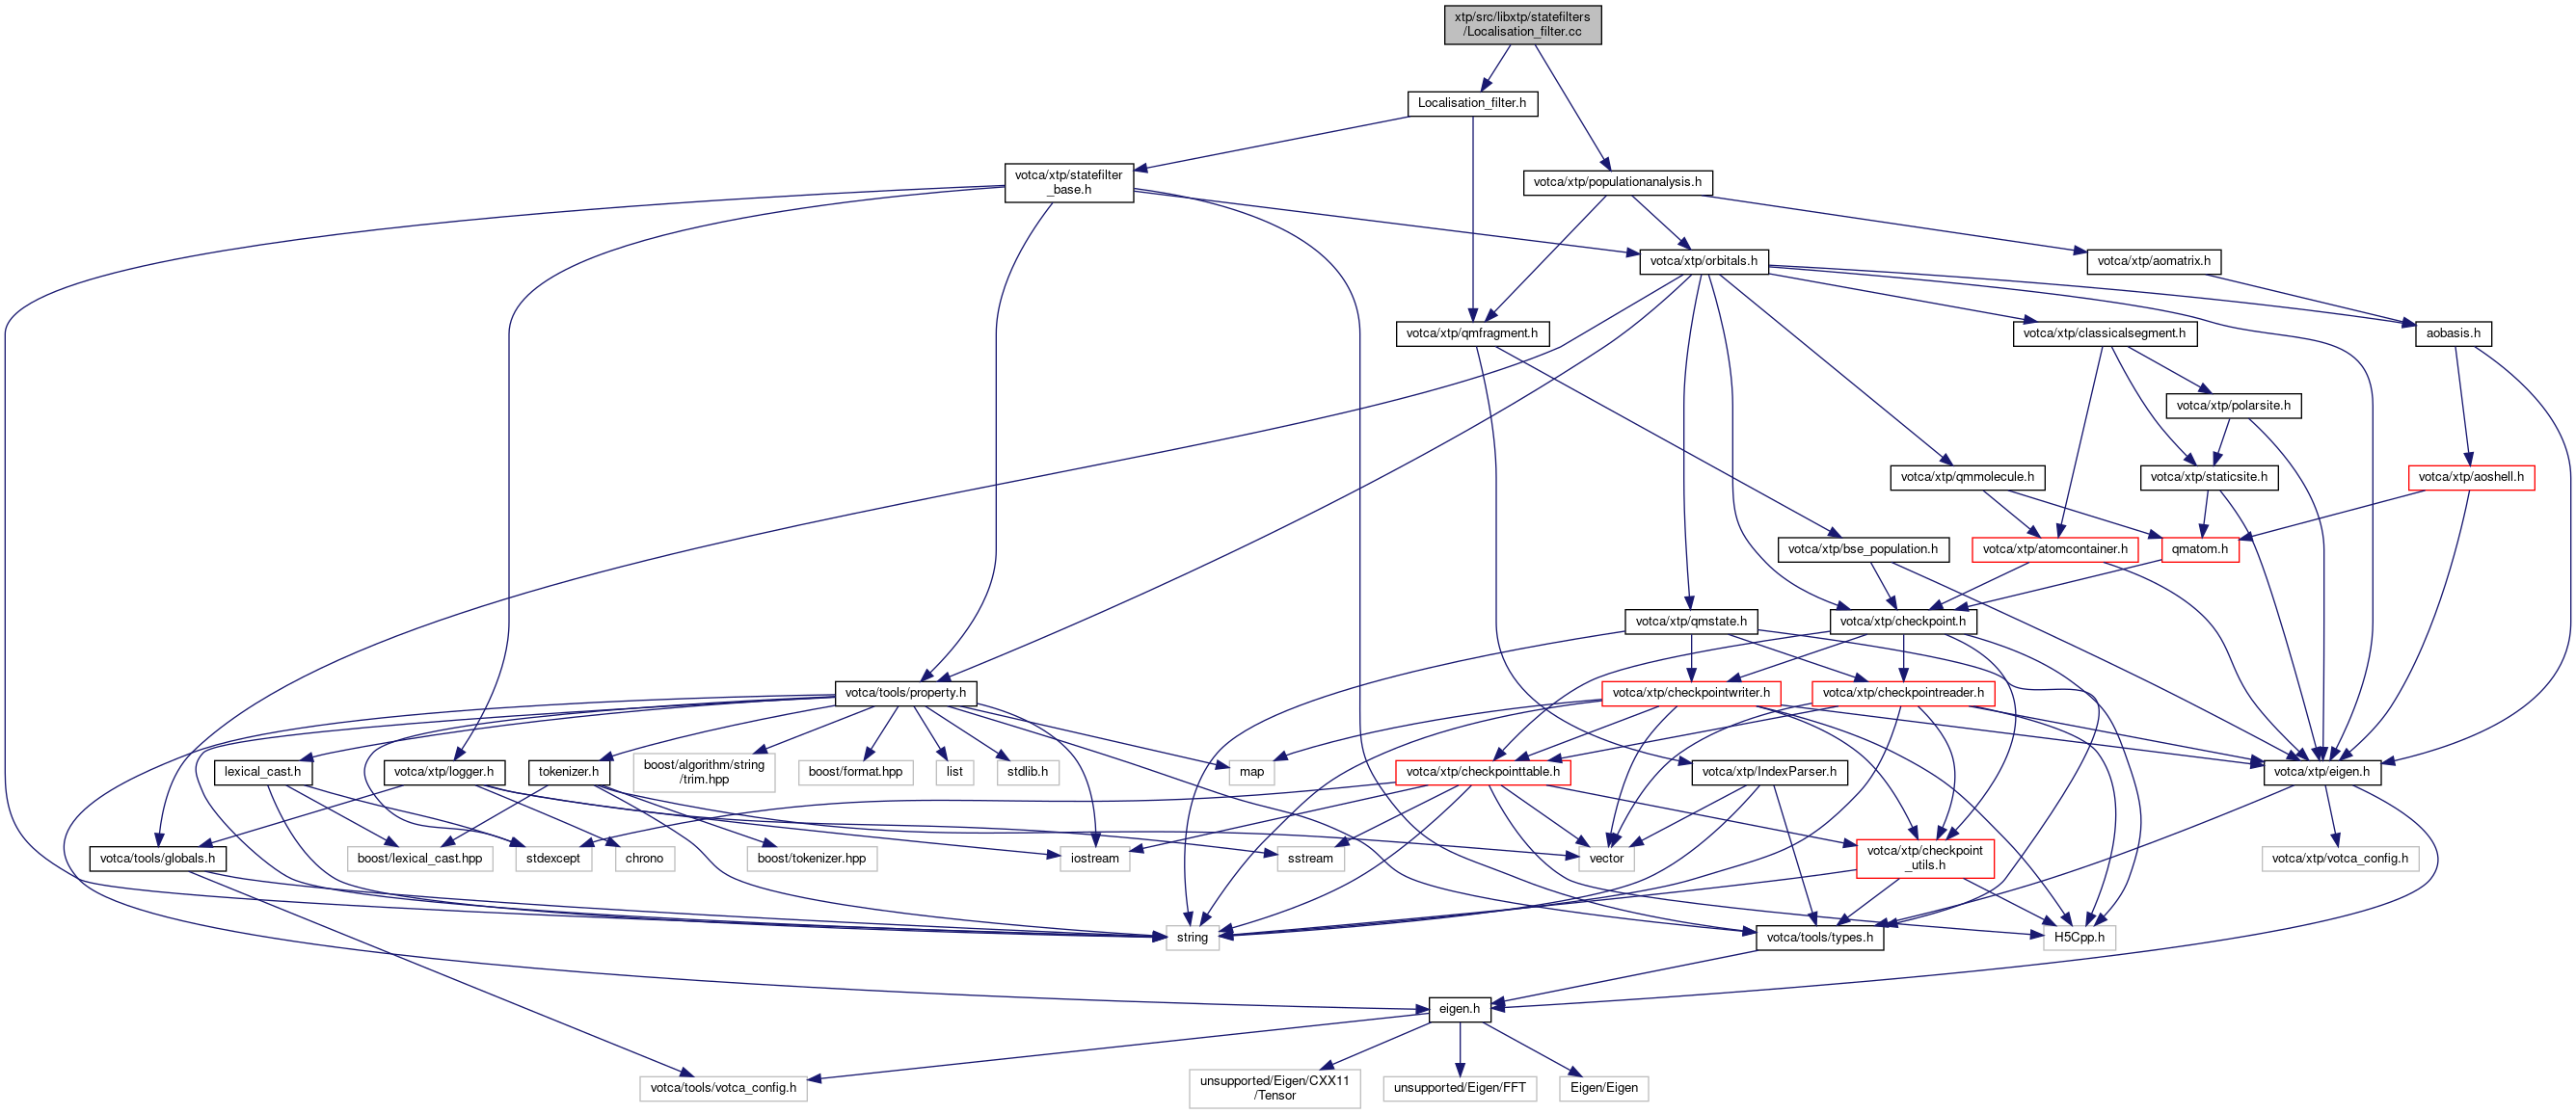 xtp/src/libxtp/statefilters
/Localisation_filter.cc
Localisation_filter.h
votca/xtp/statefilter
_base.h
votca/xtp/populationanalysis.h
votca/xtp/orbitals.h
votca/xtp/aomatrix.h
votca/xtp/qmfragment.h
votca/xtp/classicalsegment.h
aobasis.h
votca/xtp/polarsite.h
votca/xtp/qmmolecule.h
votca/xtp/staticsite.h
votca/xtp/aoshell.h
votca/xtp/bse_population.h
votca/xtp/atomcontainer.h
qmatom.h
votca/xtp/qmstate.h
votca/xtp/checkpoint.h
votca/tools/property.h
votca/xtp/checkpointwriter.h
votca/xtp/checkpointreader.h
lexical_cast.h
votca/xtp/logger.h
tokenizer.h
boost/algorithm/string
/trim.hpp
boost/format.hpp
list
stdlib.h
map
votca/xtp/checkpointtable.h
votca/xtp/IndexParser.h
votca/xtp/eigen.h
votca/tools/globals.h
boost/lexical_cast.hpp
stdexcept
chrono
boost/tokenizer.hpp
iostream
sstream
vector
votca/xtp/checkpoint
_utils.h
votca/xtp/votca_config.h
string
votca/tools/types.h
H5Cpp.h
eigen.h
votca/tools/votca_config.h
unsupported/Eigen/CXX11
/Tensor
unsupported/Eigen/FFT
Eigen/Eigen